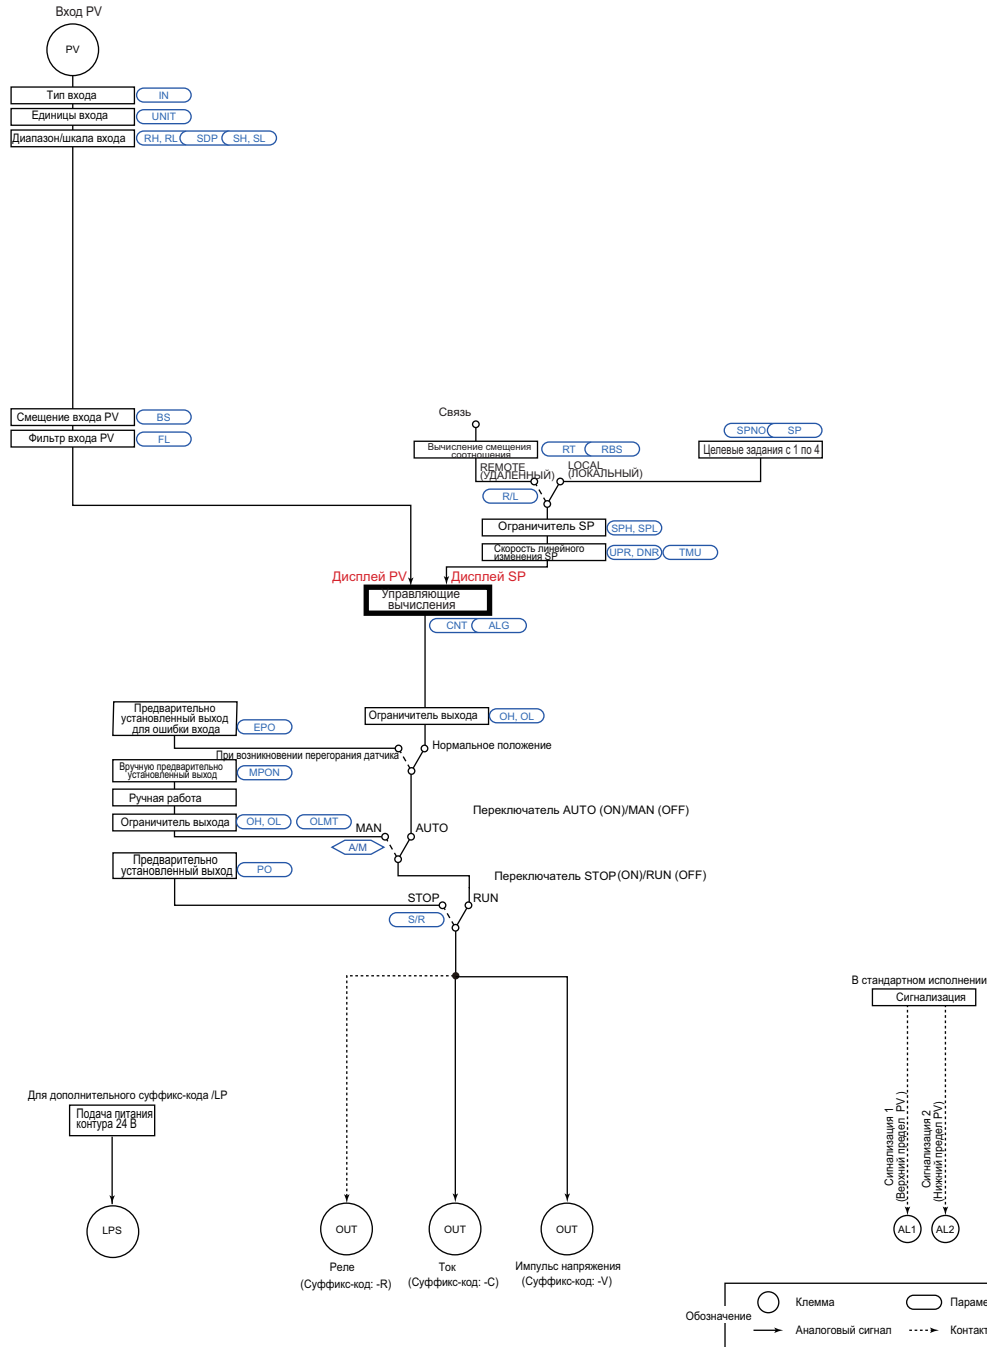 Вход PV
PV
Тип входа
IN
Единицы входа
UNIT
Диапазон/шкала входа
RH, RL
SDP
SH, SL
Смещение входа PV
BS
Фильтр входа PV
FL
Связь
Вычисление смещения
соотношения
RT
RBS
SPNO
SP
Целевые задания с 1 по 4
REMOTE
(УДАЛЕННЫЙ)
LOCAL
(ЛОКАЛЬНЫЙ)
R/L
Ограничитель SP
SPH, SPL
Скорость линейного
изменения SP
UPR, DNR
TMU
Дисплей PV
Дисплей SP
Управляющие
вычисления
CNT
ALG
Предварительно
установленный выход
для ошибки входа
EPO
Ограничитель выхода
OH, OL
При возникновении перегорания датчика
Нормальное положение
Вручную предварительно
установленный выход
MPON
Ручная работа
Ограничитель выхода
OH, OL
OLMT
MAN
AUTO
A/M
Переключатель AUTO (ON)/MAN (OFF)
Предварительно
установленный выход
PO
Переключатель STOP(ON)/RUN (OFF)
STOP
RUN
S/R
В стандартном исполнении
Сигнализация
Сигнализация 1
(Верхний предел PV.)
Сигнализация 2
(Нижний предел PV)
AL1
AL2
Для дополнительного суффикс-кода /LP
Подача питания
контура 24 В
LPS
OUT
OUT
OUT
Реле
(Суффикс-код: -R)
Ток
(Суффикс-код: -C)
Импульс напряжения
(Суффикс-код: -V)
Обозначение
Клемма
Параме
Аналоговый сигнал
Контакт